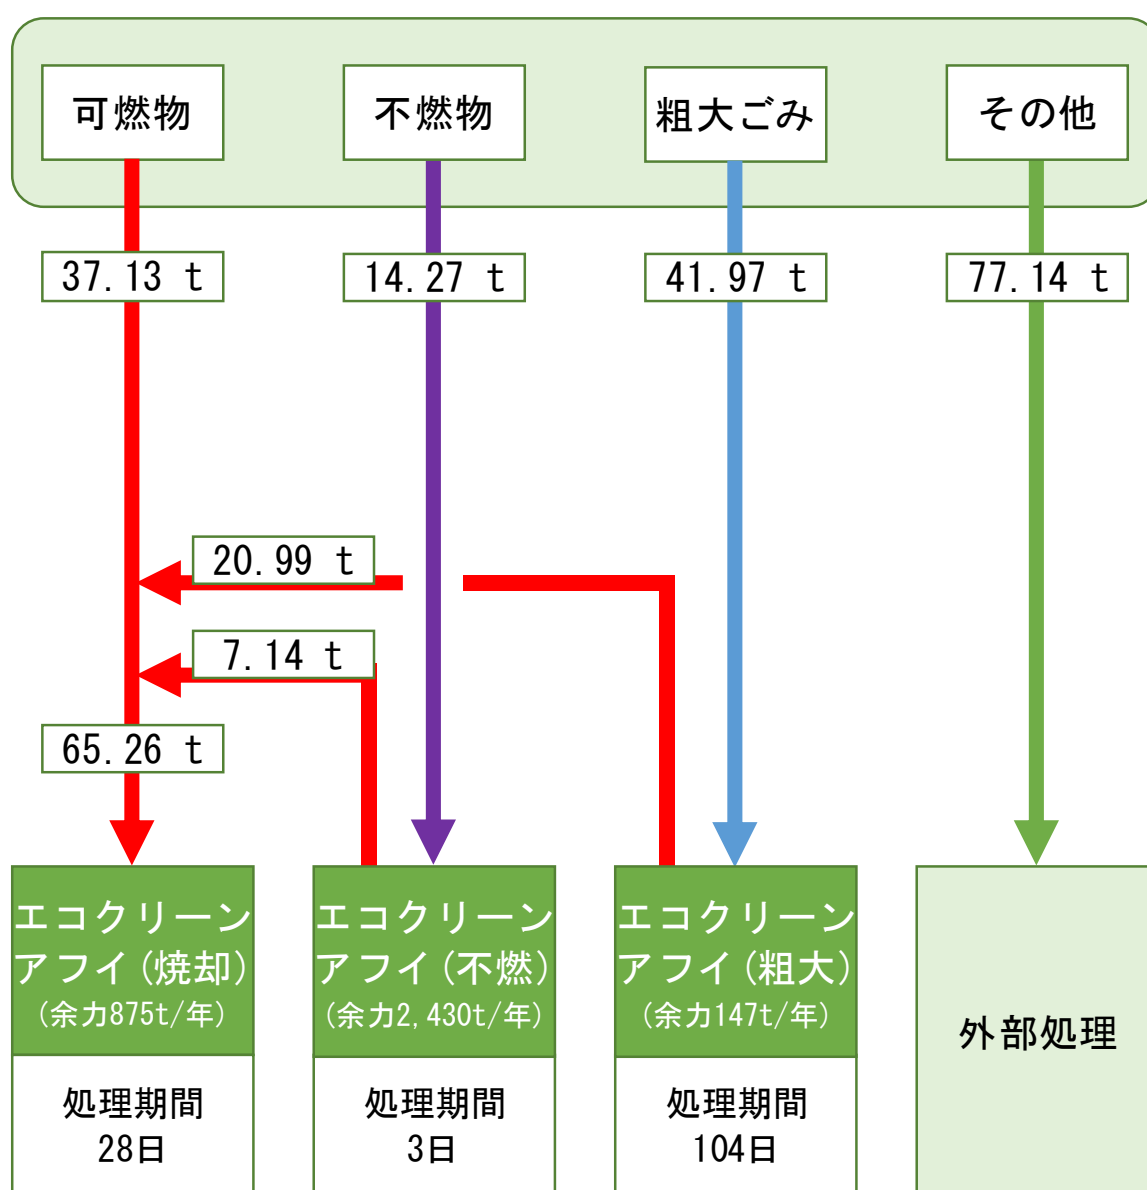 可燃物
不燃物
粗大ごみ
その他
37.13 t
14.27 t
41.97 t
77.14 t
20.99 t
7.14 t
65.26 t
エコクリーン
アフイ(焼却)
(余力875t/年)
処理期間
28日
エコクリーン
アフイ(不燃)
(余力2,430t/年)
処理期間
3日
エコクリーン
アフイ(粗大)
(余力147t/年)
処理期間
104日
外部処理